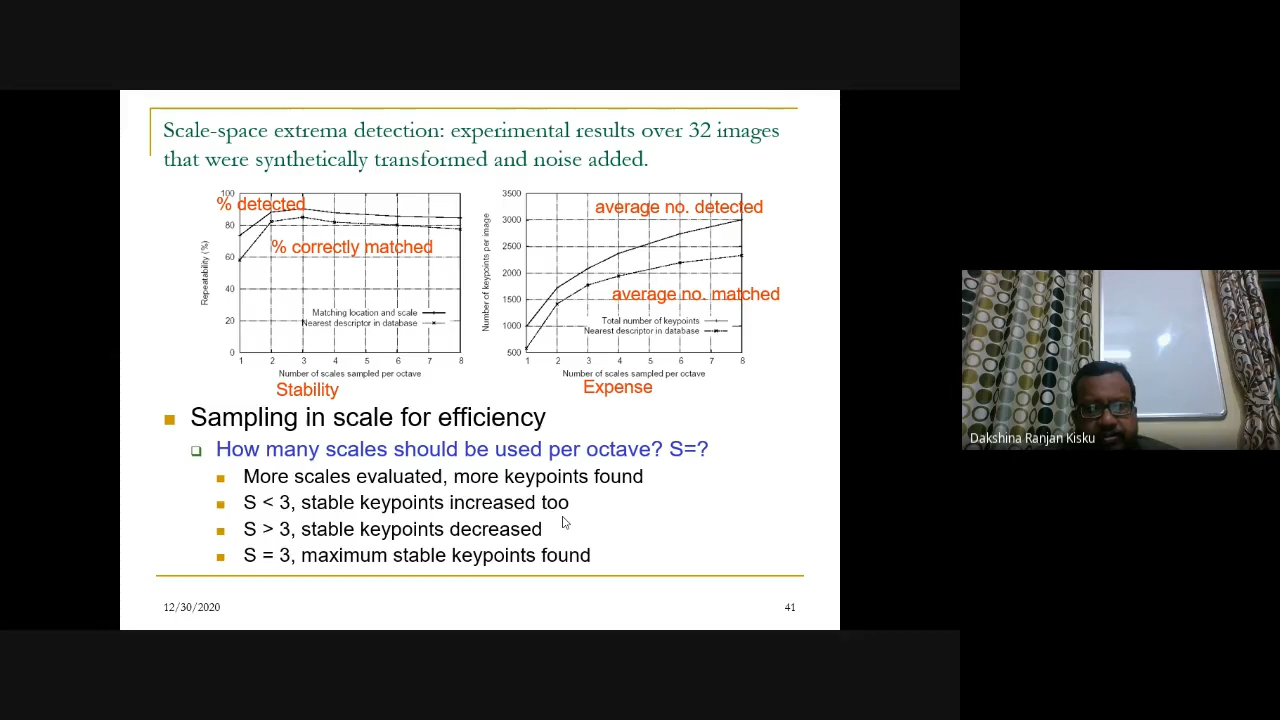 Scale-space extrema detection: experimental results over 32 images
that were synthetically transformed and noise added.
100
80
60
40
20
0
Repeatability (%)
% detected
% correctly matched
Matching location and scale
Nearest descriptor in database
1 2 3 4 5 6 7 8
Number of scales sampled per octave
Stability
3500
3000
2500
2000
1500
1000
500
Number of keypoints per image
average no. detected
average no. matched
Total number of keypoints
Nearest descriptor in database
1 2 3 4 5 6 7 8
Number of scales sampled per octave
Expense
Sampling in scale for efficiency
How many scales should be used per octave? S=?
More scales evaluated, more keypoints found
S < 3, stable keypoints increased too
S > 3, stable keypoints decreased
S = 3, maximum stable keypoints found
12/30/2020
41
Dakshina Ranjan Kisku